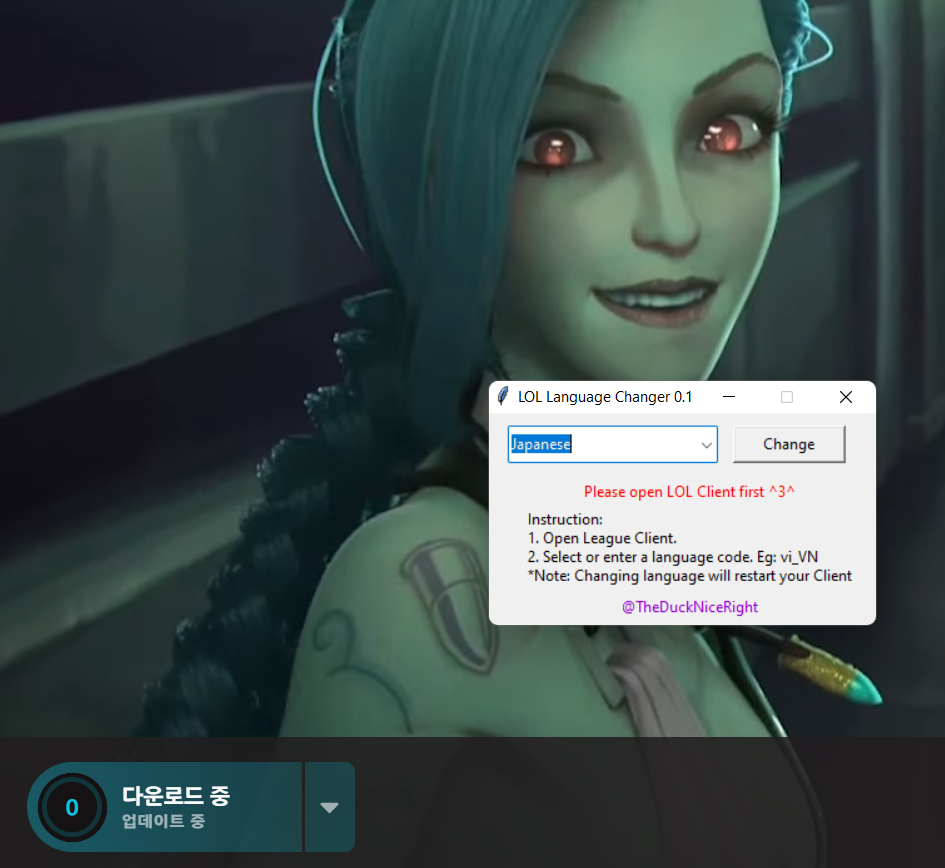 LOL Language Changer 0.1
Japanese
Change
Please open LOL Client first ^3^
Instruction:
1. Open League Client.
2. Select or enter a language code. Eg: vi_VN
*Note: Changing language will restart your Client
@TheDuckNiceRight
0
다운로드 중
업데이트 중